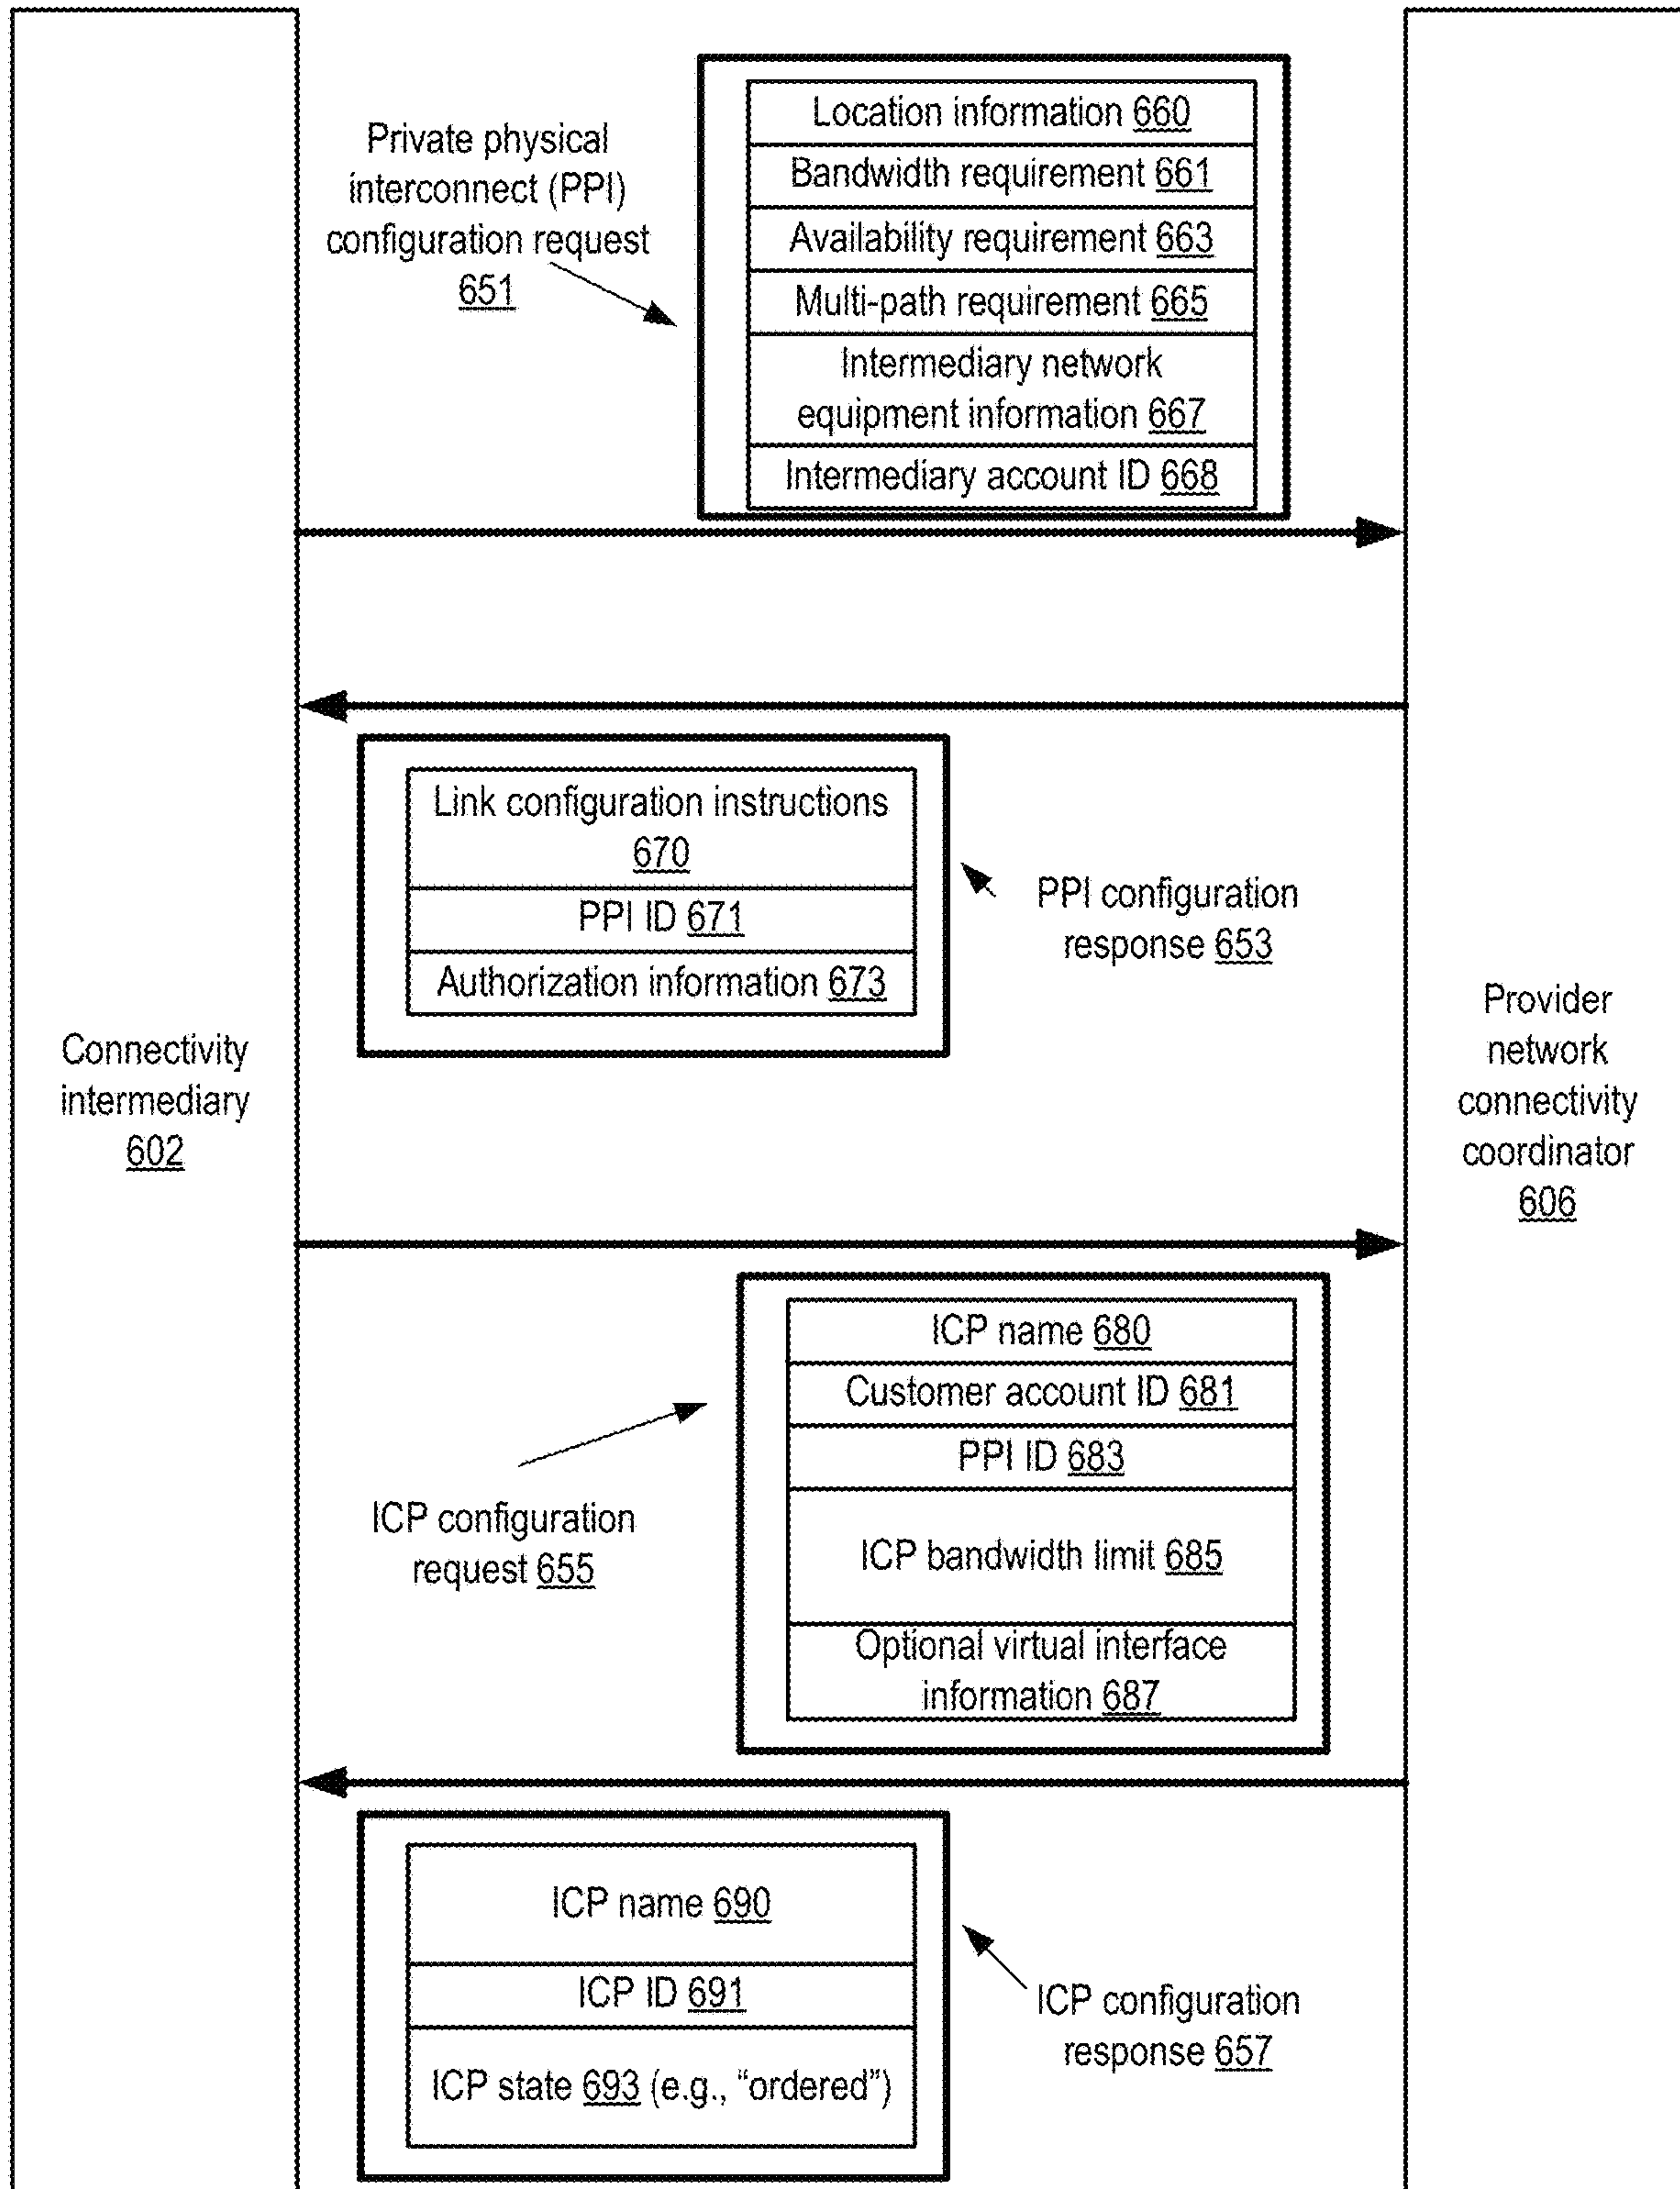 Private physical
interconnect (PPI)
configuration request
651
Location information 660
Bandwidth requirement 661
Availability requirement 663
Multi-path requirement 665
Intermediary network
equipment information 667
Intermediary account ID 668
Link configuration instructions
670
PPI ID 671
Authorization information 673
PPI configuration
response 653
Connectivity
intermediary
602
Provider
network
connectivity
coordinator
606
ICP name 680
Customer account ID 681
PPI ID 683
ICP bandwidth limit 685
Optional virtual interface
information 687
ICP configuration
request 655
ICP name 690
ICP ID 691
ICP state 693 (e.g., “ordered”)
ICP configuration
response 657